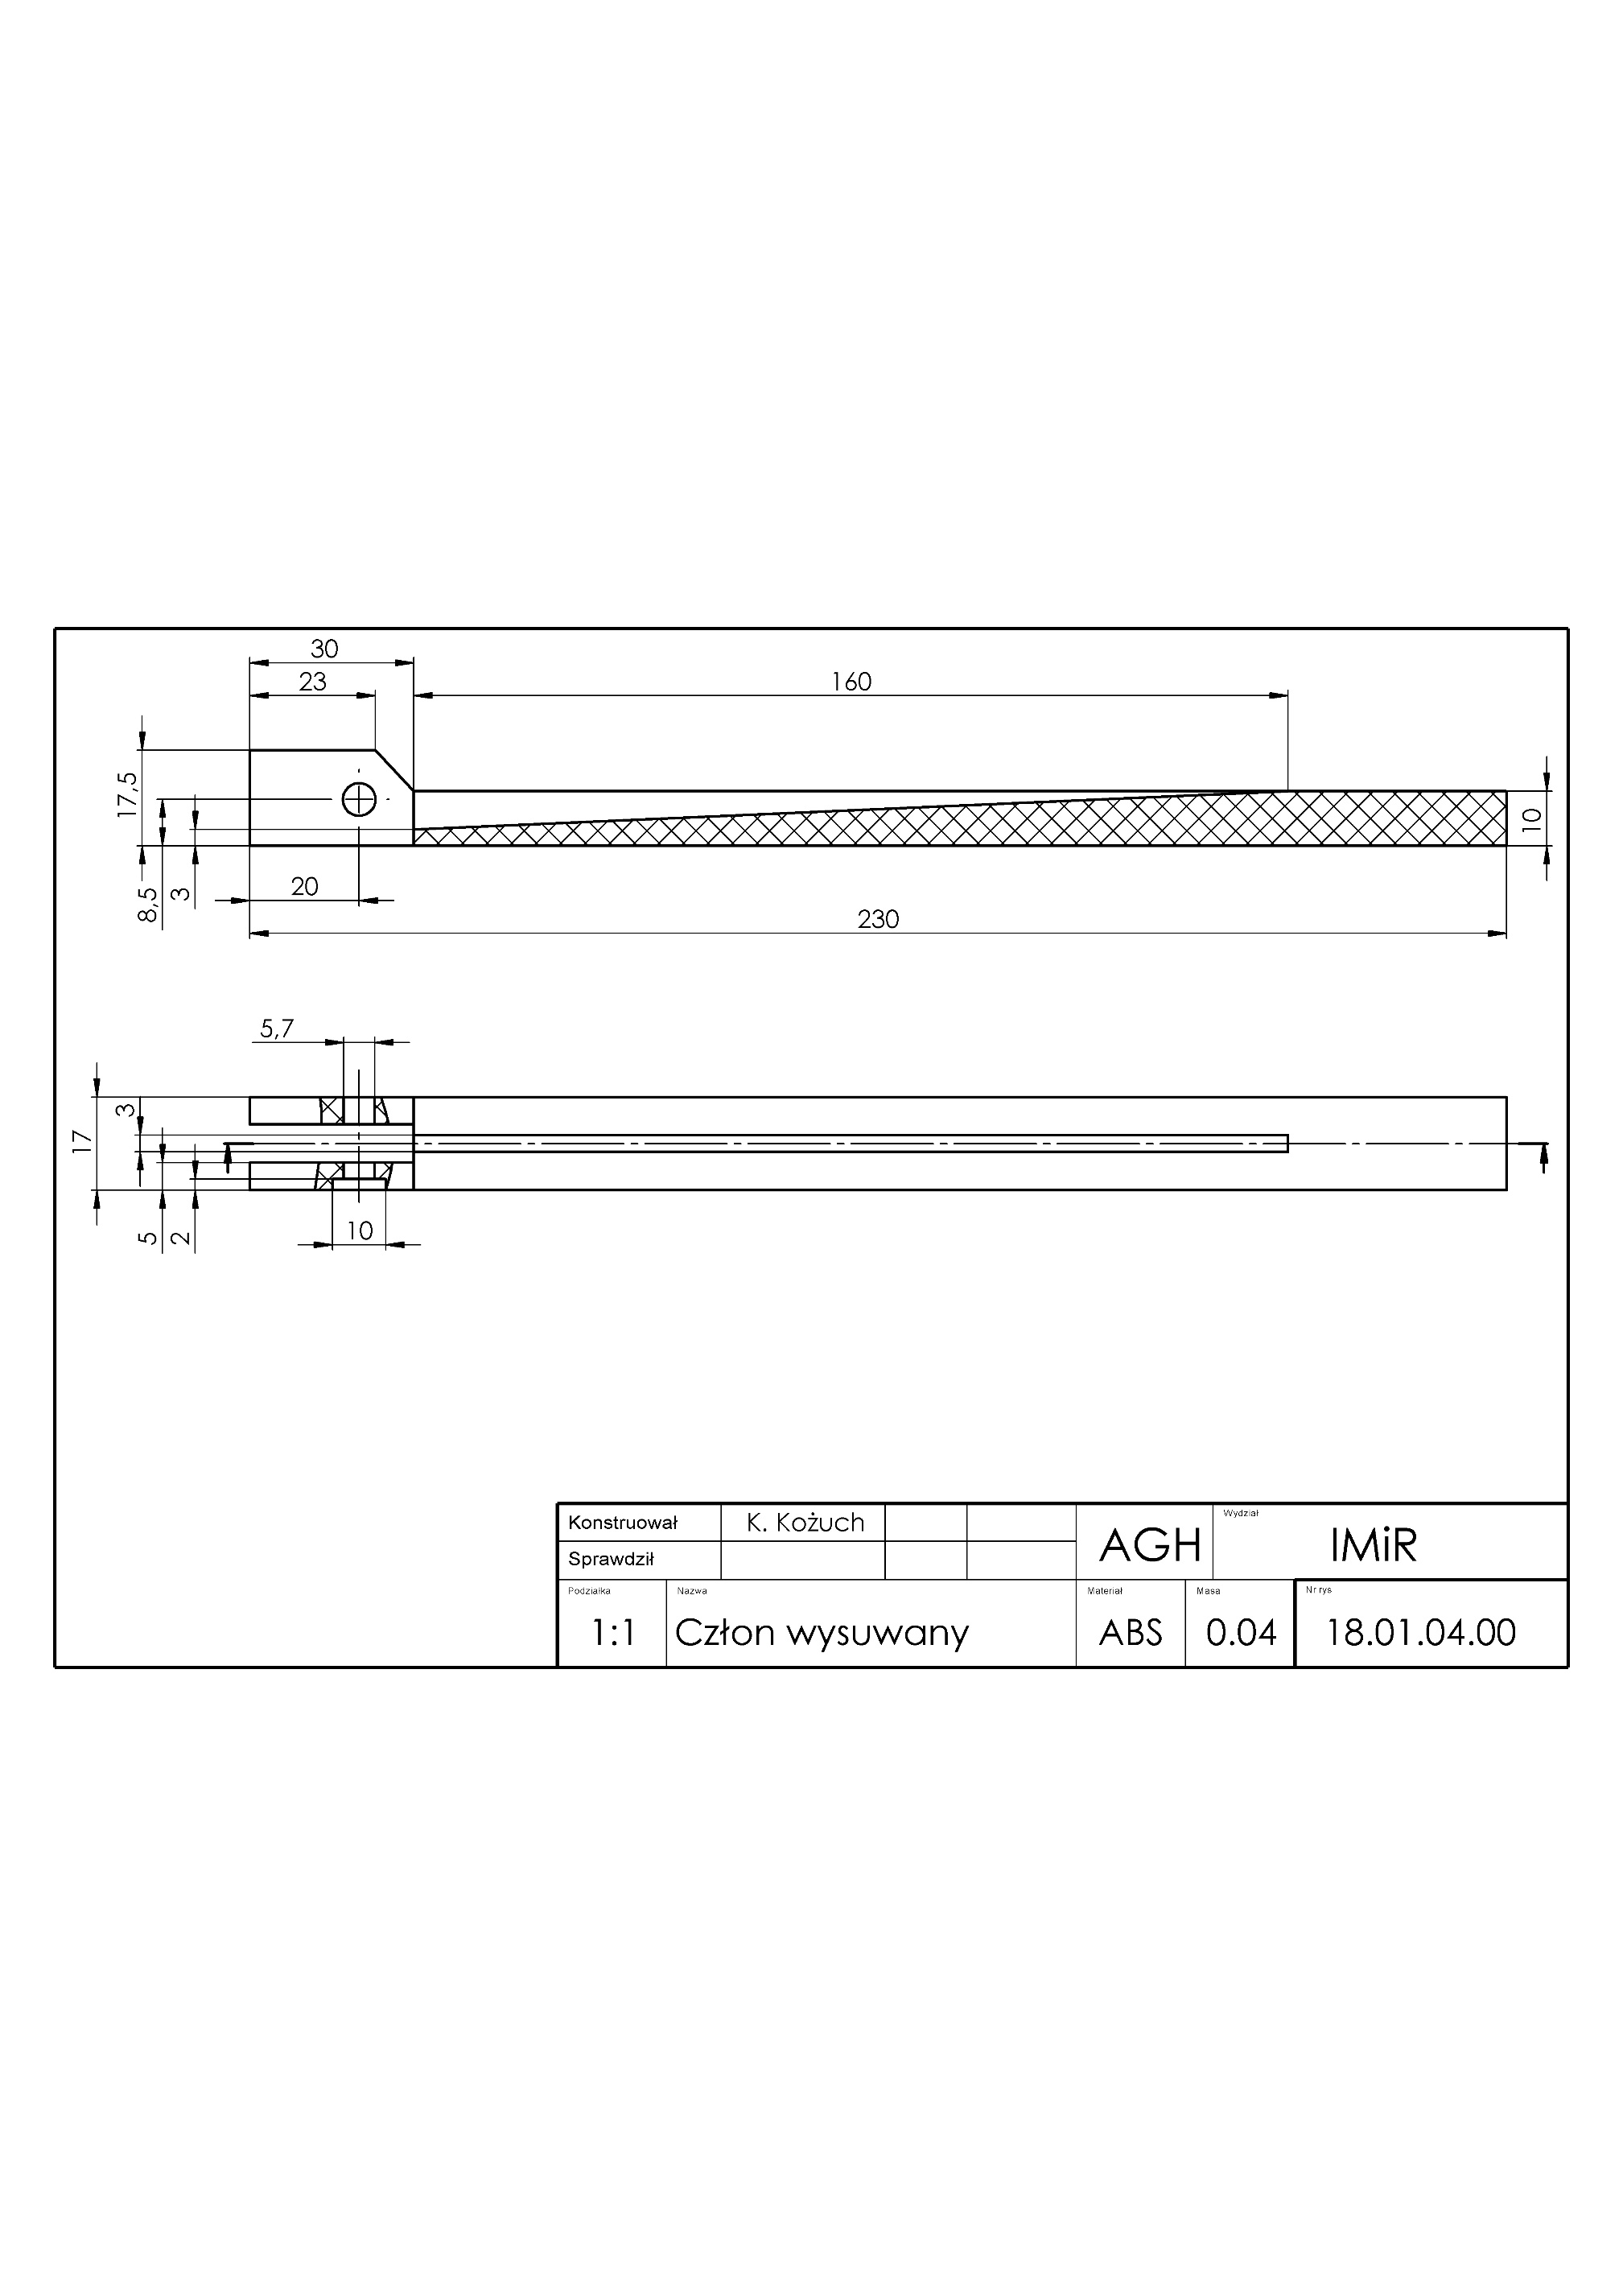 30
23
160
17,5
10
8,5
3
20
230
5,7
3
17
5
2
10
Konstruował
K. Kożuch
AGH
Wydział
IMiR
Sprawdził
Podziałka
Nazwa
Materiał
Masa
Nr rys
1:1
Człon wysuwany
ABS
0.04
18.01.04.00